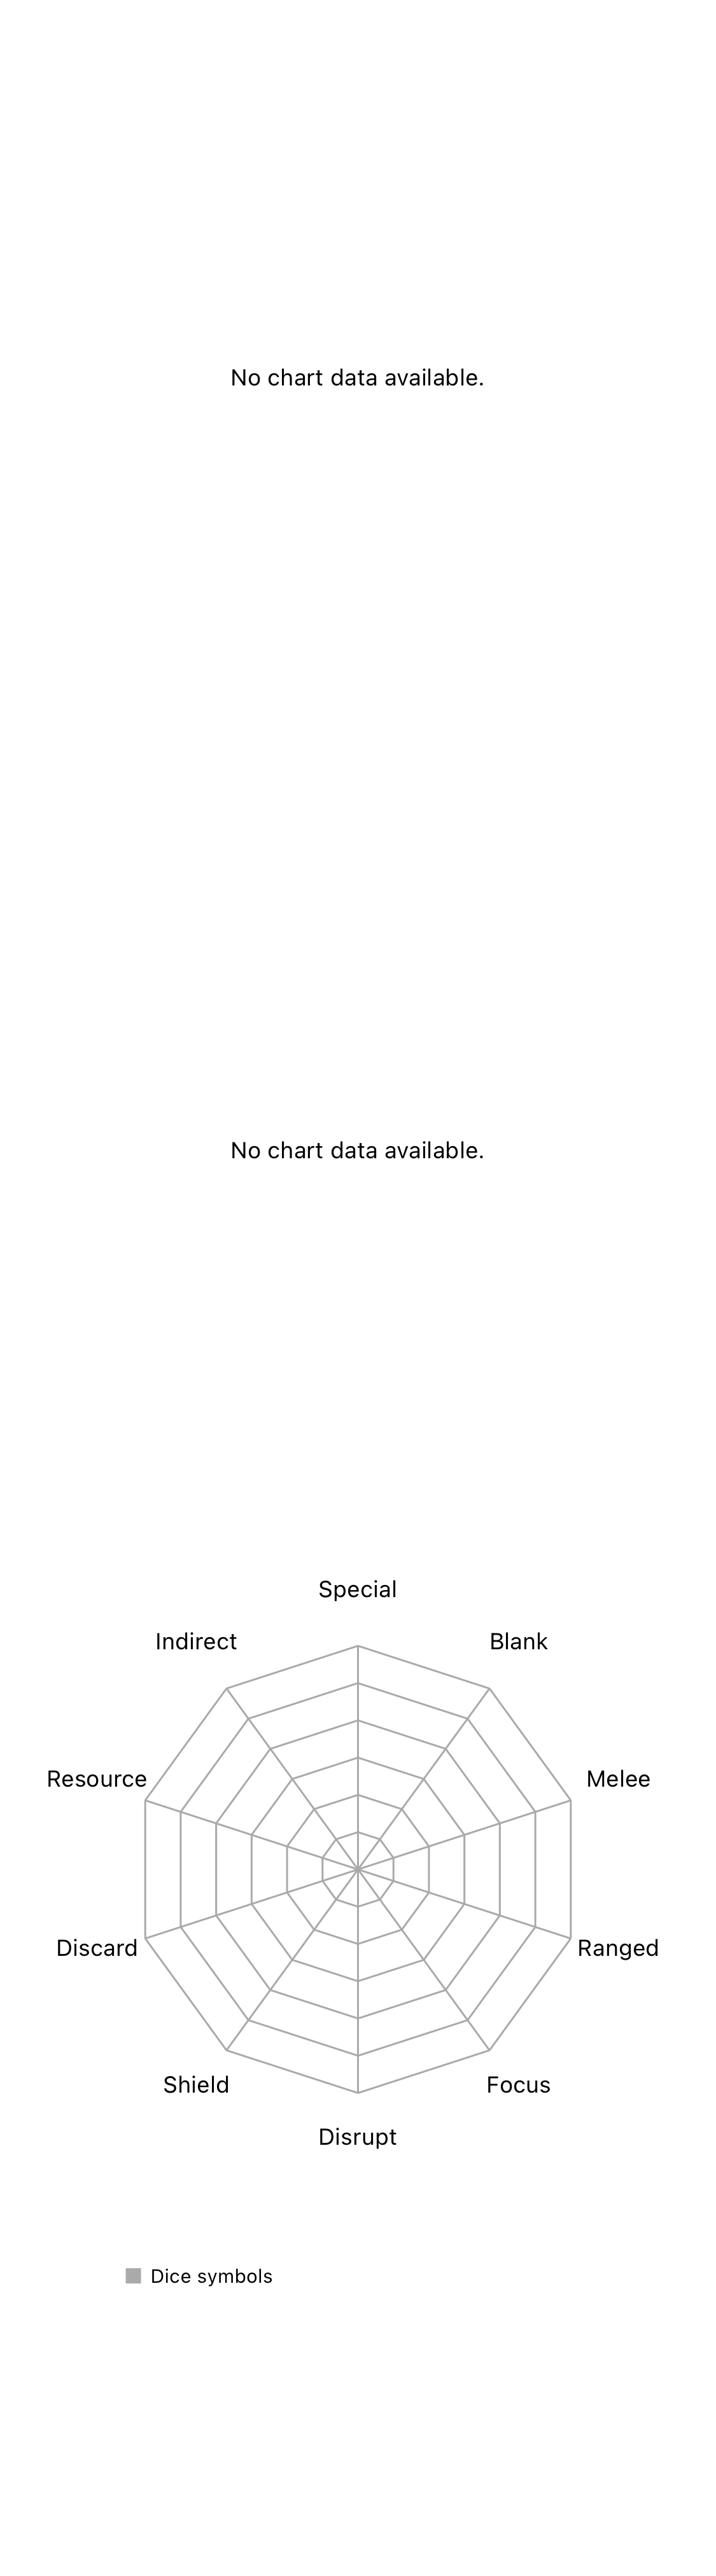 No chart data available.
No chart data available.
Special
Indirect
Blank
Resource
Melee
Discard
Ranged
Shield
Focus
Disrupt
Dice symbols